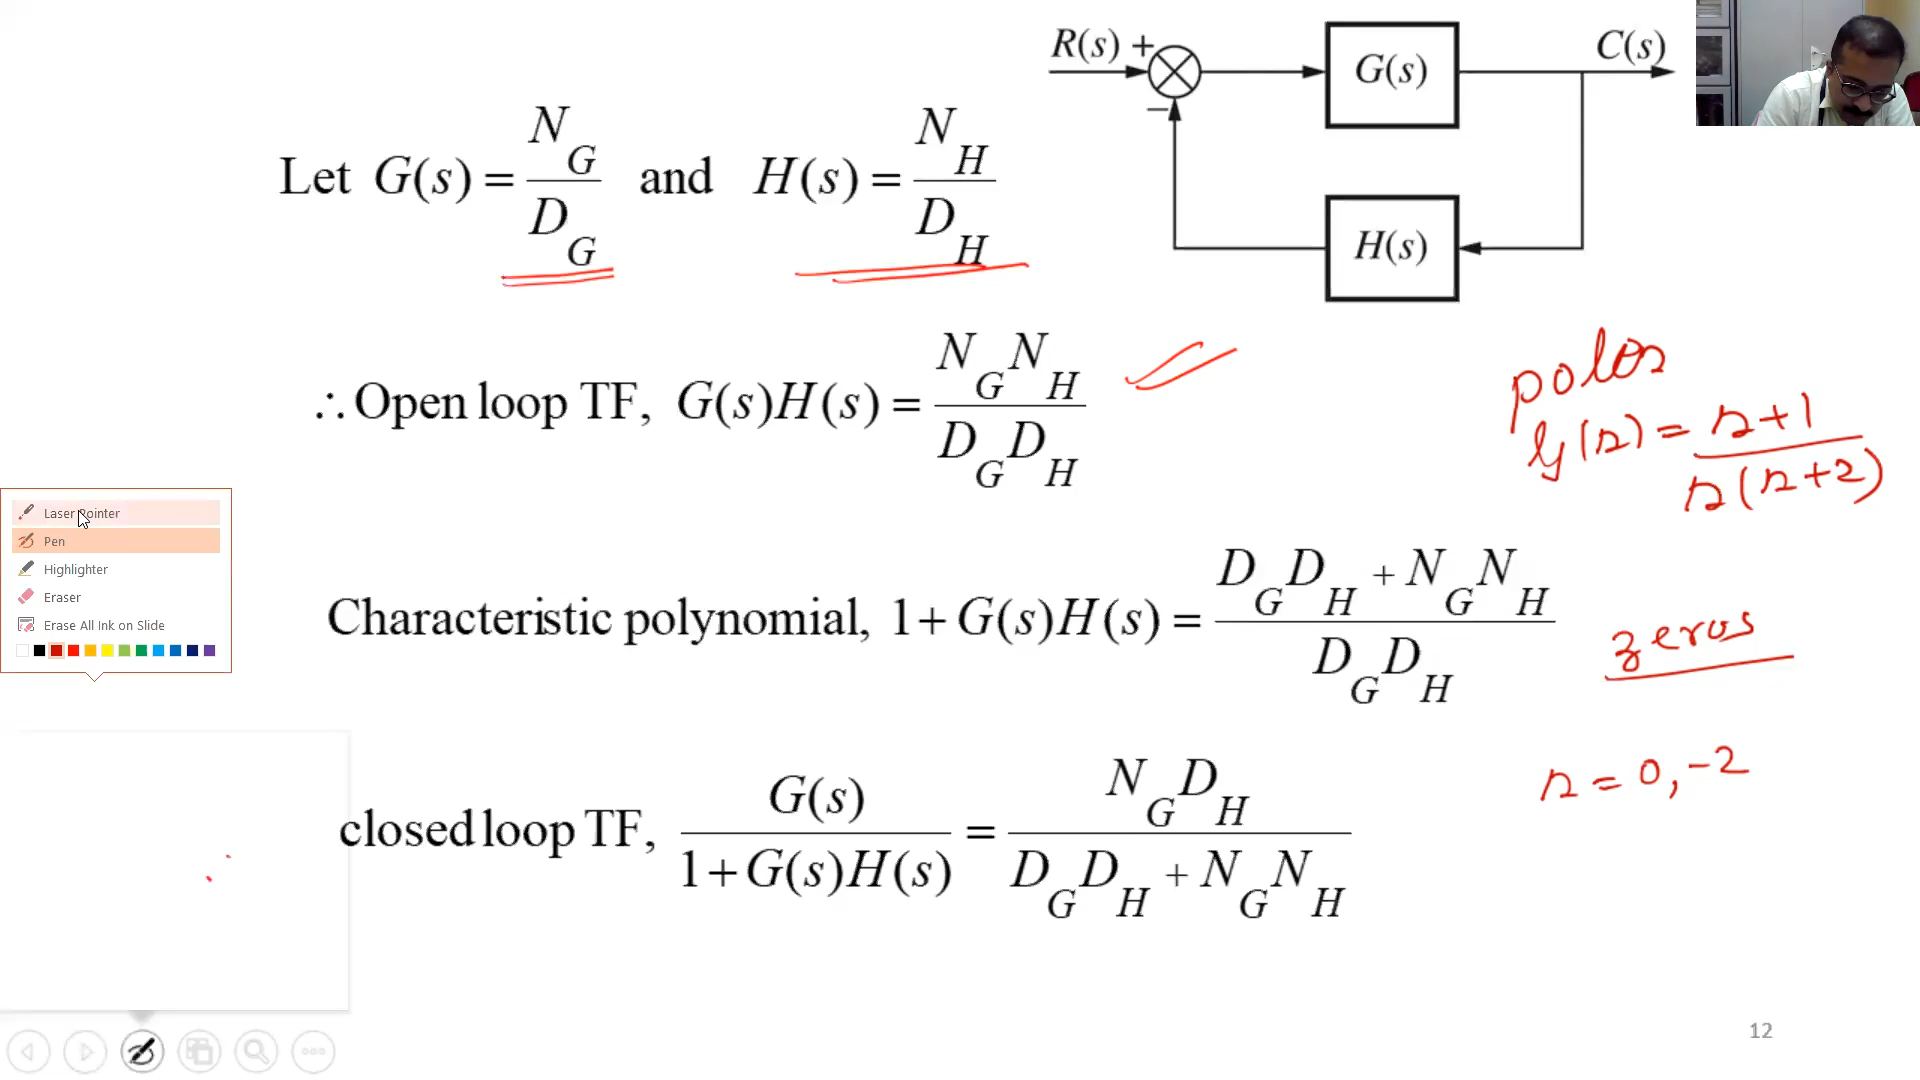 R(s) + G(s) C(s)
−
H(s)
Let G(s) = N_G / D_G and H(s) = N_H / D_H
∴ Open loop TF, G(s)H(s) = N_G N_H / D_G D_H
poles
G(s) = s+1 / s(s+2)
Laser Pointer
Pen
Highlighter
Eraser
Erase All Ink on Slide
Characteristic polynomial, 1+G(s)H(s) = D_G D_H + N_G N_H / D_G D_H
zeros
s = 0, -2
closed loop TF, G(s) / 1+G(s)H(s) = N_G D_H / D_G D_H + N_G N_H
12